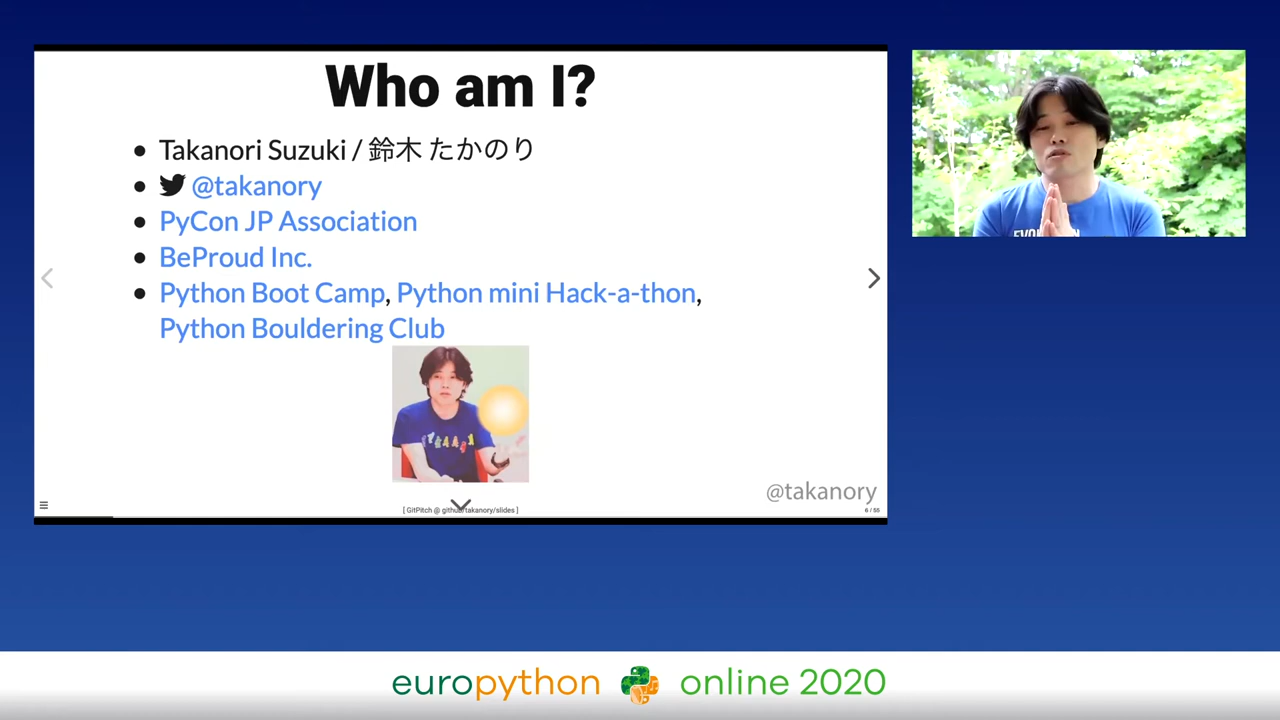 Who am I?
Takanori Suzuki / 鈴木 たかのり
@takanory
PyCon JP Association
BeProud Inc.
Python Boot Camp, Python mini Hack-a-thon,
Python Bouldering Club
@takanory
[ GitPitch @ github/takanory/slides ]
6 / 55
europython online 2020